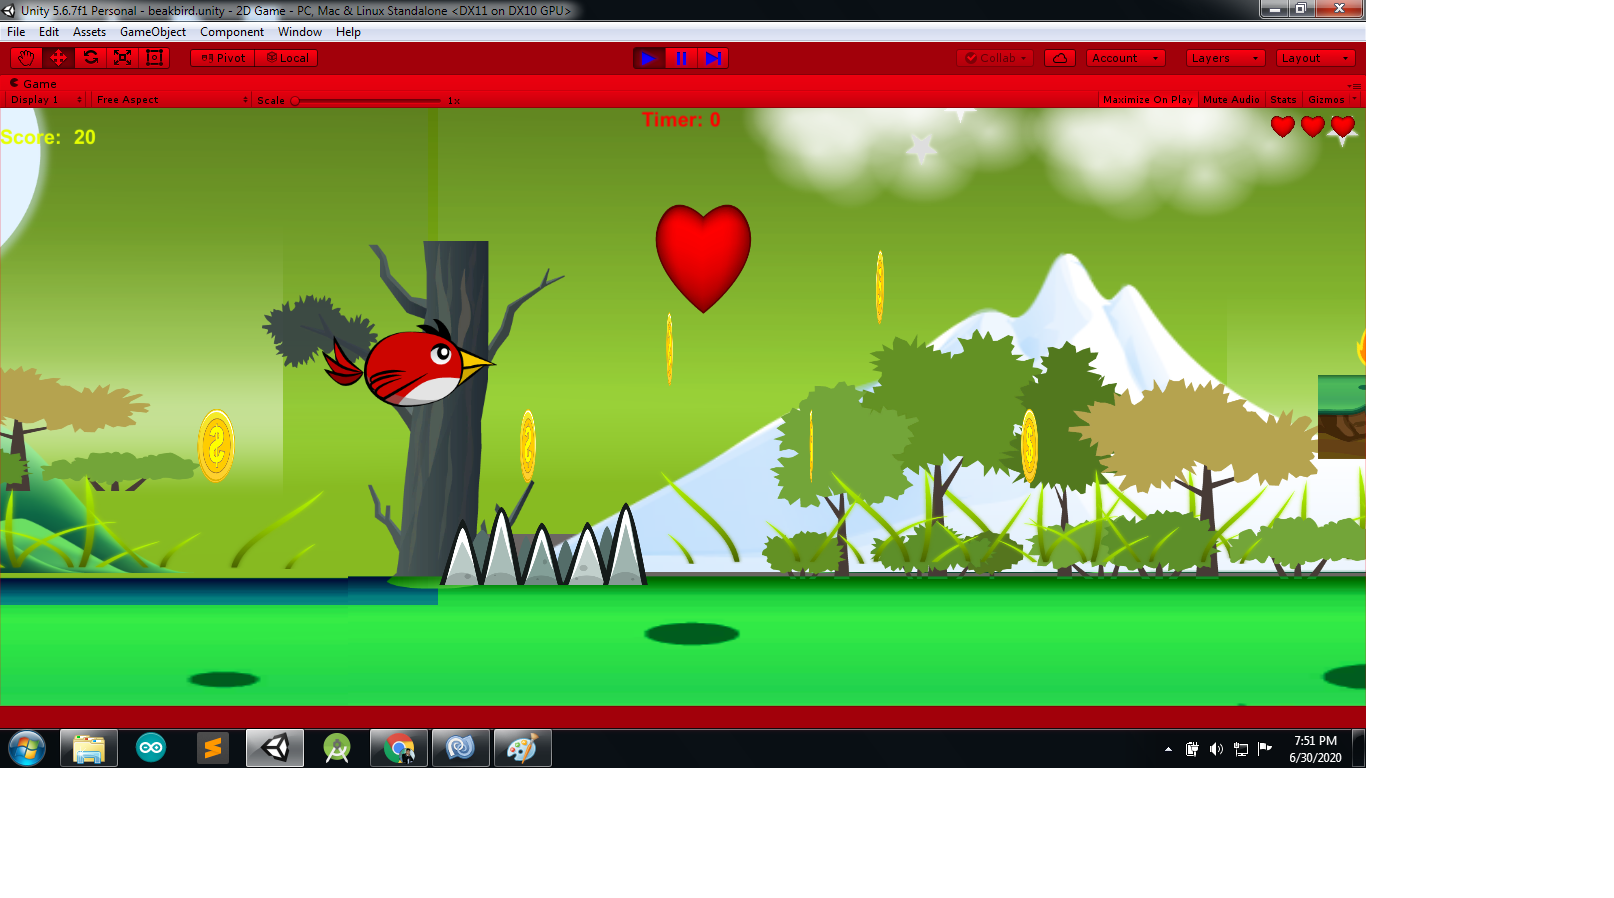 Unity 5.6.7f1 Personal - beakbird.unity - 2D Game - PC, Mac & Linux Standalone <DX11 on DX10 GPU>
File Edit Assets GameObject Component Window Help
Pivot Local Collab Account Layers Layout
Game
Display 1 Free Aspect Scale 1x Maximize On Play Mute Audio Stats Gizmos
Timer: 0
Score: 20
7:51 PM
6/30/2020